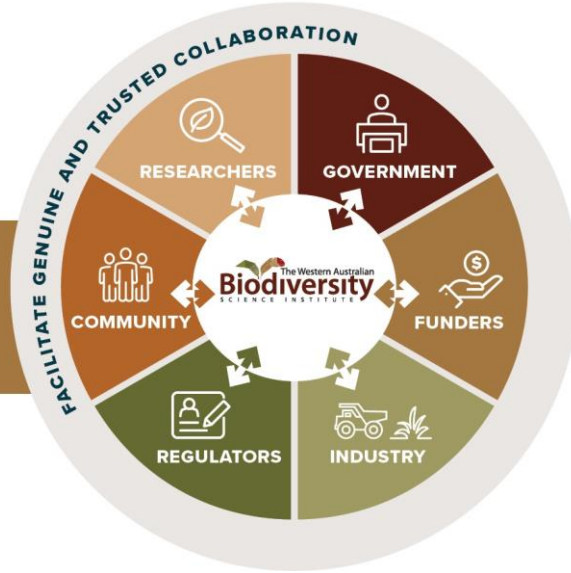 FACILITATE GENUINE AND TRUSTED COLLABORATION
RESEARCHERS
GOVERNMENT
The Western Australian
Biodiversity
SCIENCE INSTITUTE
COMMUNITY
FUNDERS
$
REGULATORS
INDUSTRY